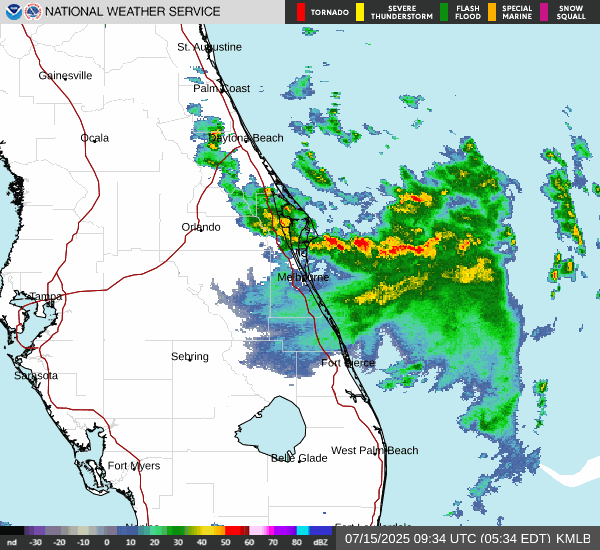 NATIONAL WEATHER SERVICE
TORNADO
SEVERE THUNDERSTORM
FLASH FLOOD
SPECIAL MARINE
SNOW SQUALL
St. Augustine
Gainesville
Palm Coast
Ocala
Daytona Beach
Orlando
Melbourne
Tampa
Sebring
Fort Pierce
Sarasota
West Palm Beach
Belle Glade
Fort Myers
nd -30 -20 -10 0 10 20 30 40 50 60 70 80 dBZ
07/15/2025 09:34 UTC (05:34 EDT) KMLB